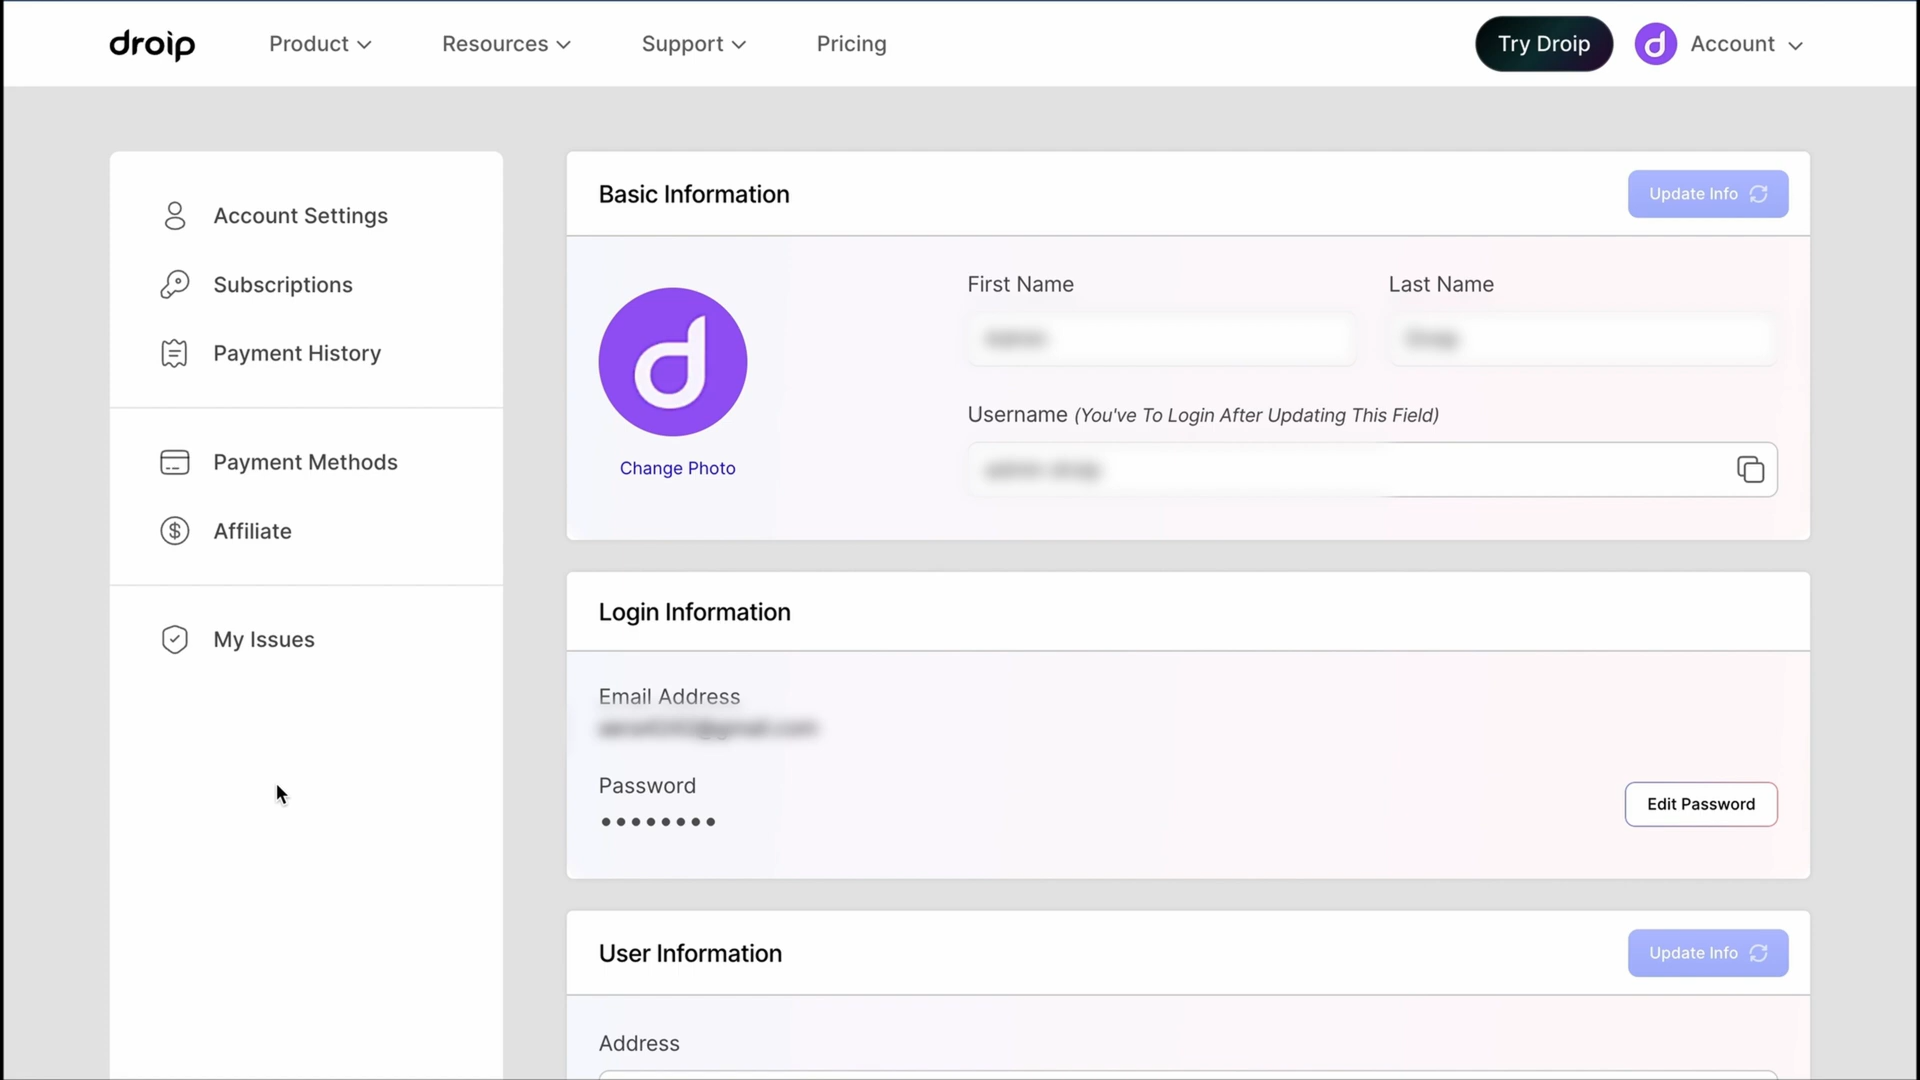 droip
Product
Resources
Support
Pricing
Try Droip
Account
Account Settings
Subscriptions
Payment History
Payment Methods
Affiliate
My Issues
Basic Information
Update Info
Change Photo
First Name
Last Name
Username (You've To Login After Updating This Field)
Login Information
Email Address
Password
Edit Password
User Information
Update Info
Address